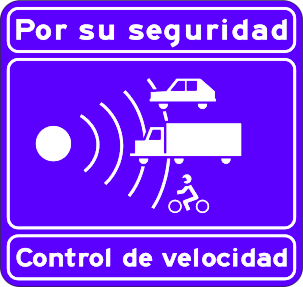 Por su seguridad
Control de velocidad